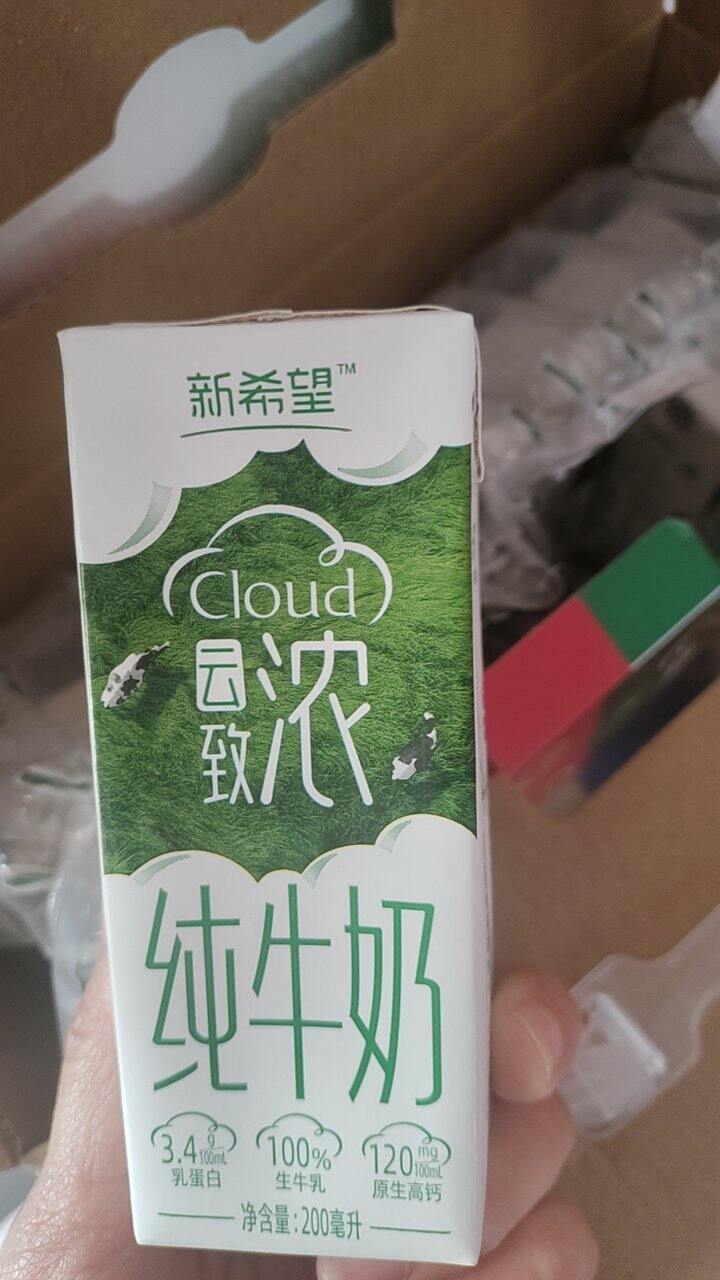 新希望™
Cloud
云致浓
纯牛奶
3.4g/100mL 100% 120mg/100mL
乳蛋白 生牛乳 原生高钙
净含量:200毫升